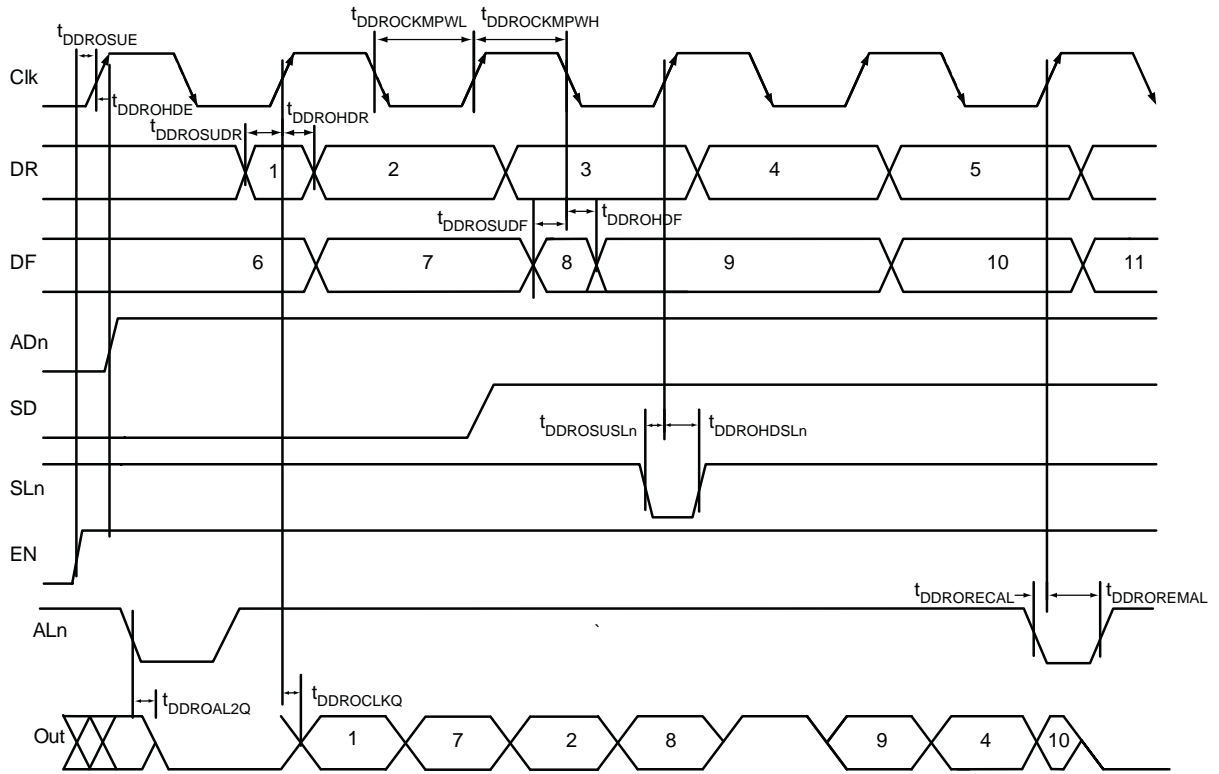 tDDROCKMPWL tDDROCKMPWH
tDDROSUE
Clk
tDDROHDE
tDDROSUDR tDDROHDR
DR 1 2 3 4 5
tDDROSUDF tDDROHDF
DF 6 7 8 9 10 11
ADn
SD
tDDROSUSLn tDDROHDSLn
SLn
EN
tDDRORECAL tDDROREMAL
ALn
`
tDDROAL2Q tDDROCLKQ
Out 1 7 2 8 9 4 10